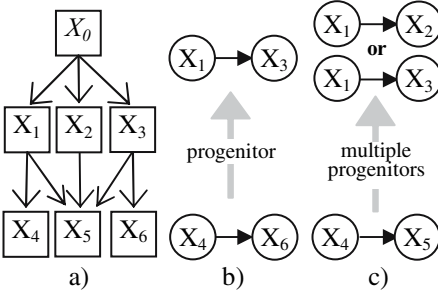 X₀
X₁ X₂ X₃
X₄ X₅ X₆
a)
X₁ X₃
progenitor
X₄ X₆
b)
X₁ X₂
or
X₁ X₃
multiple
progenitors
X₄ X₅
c)